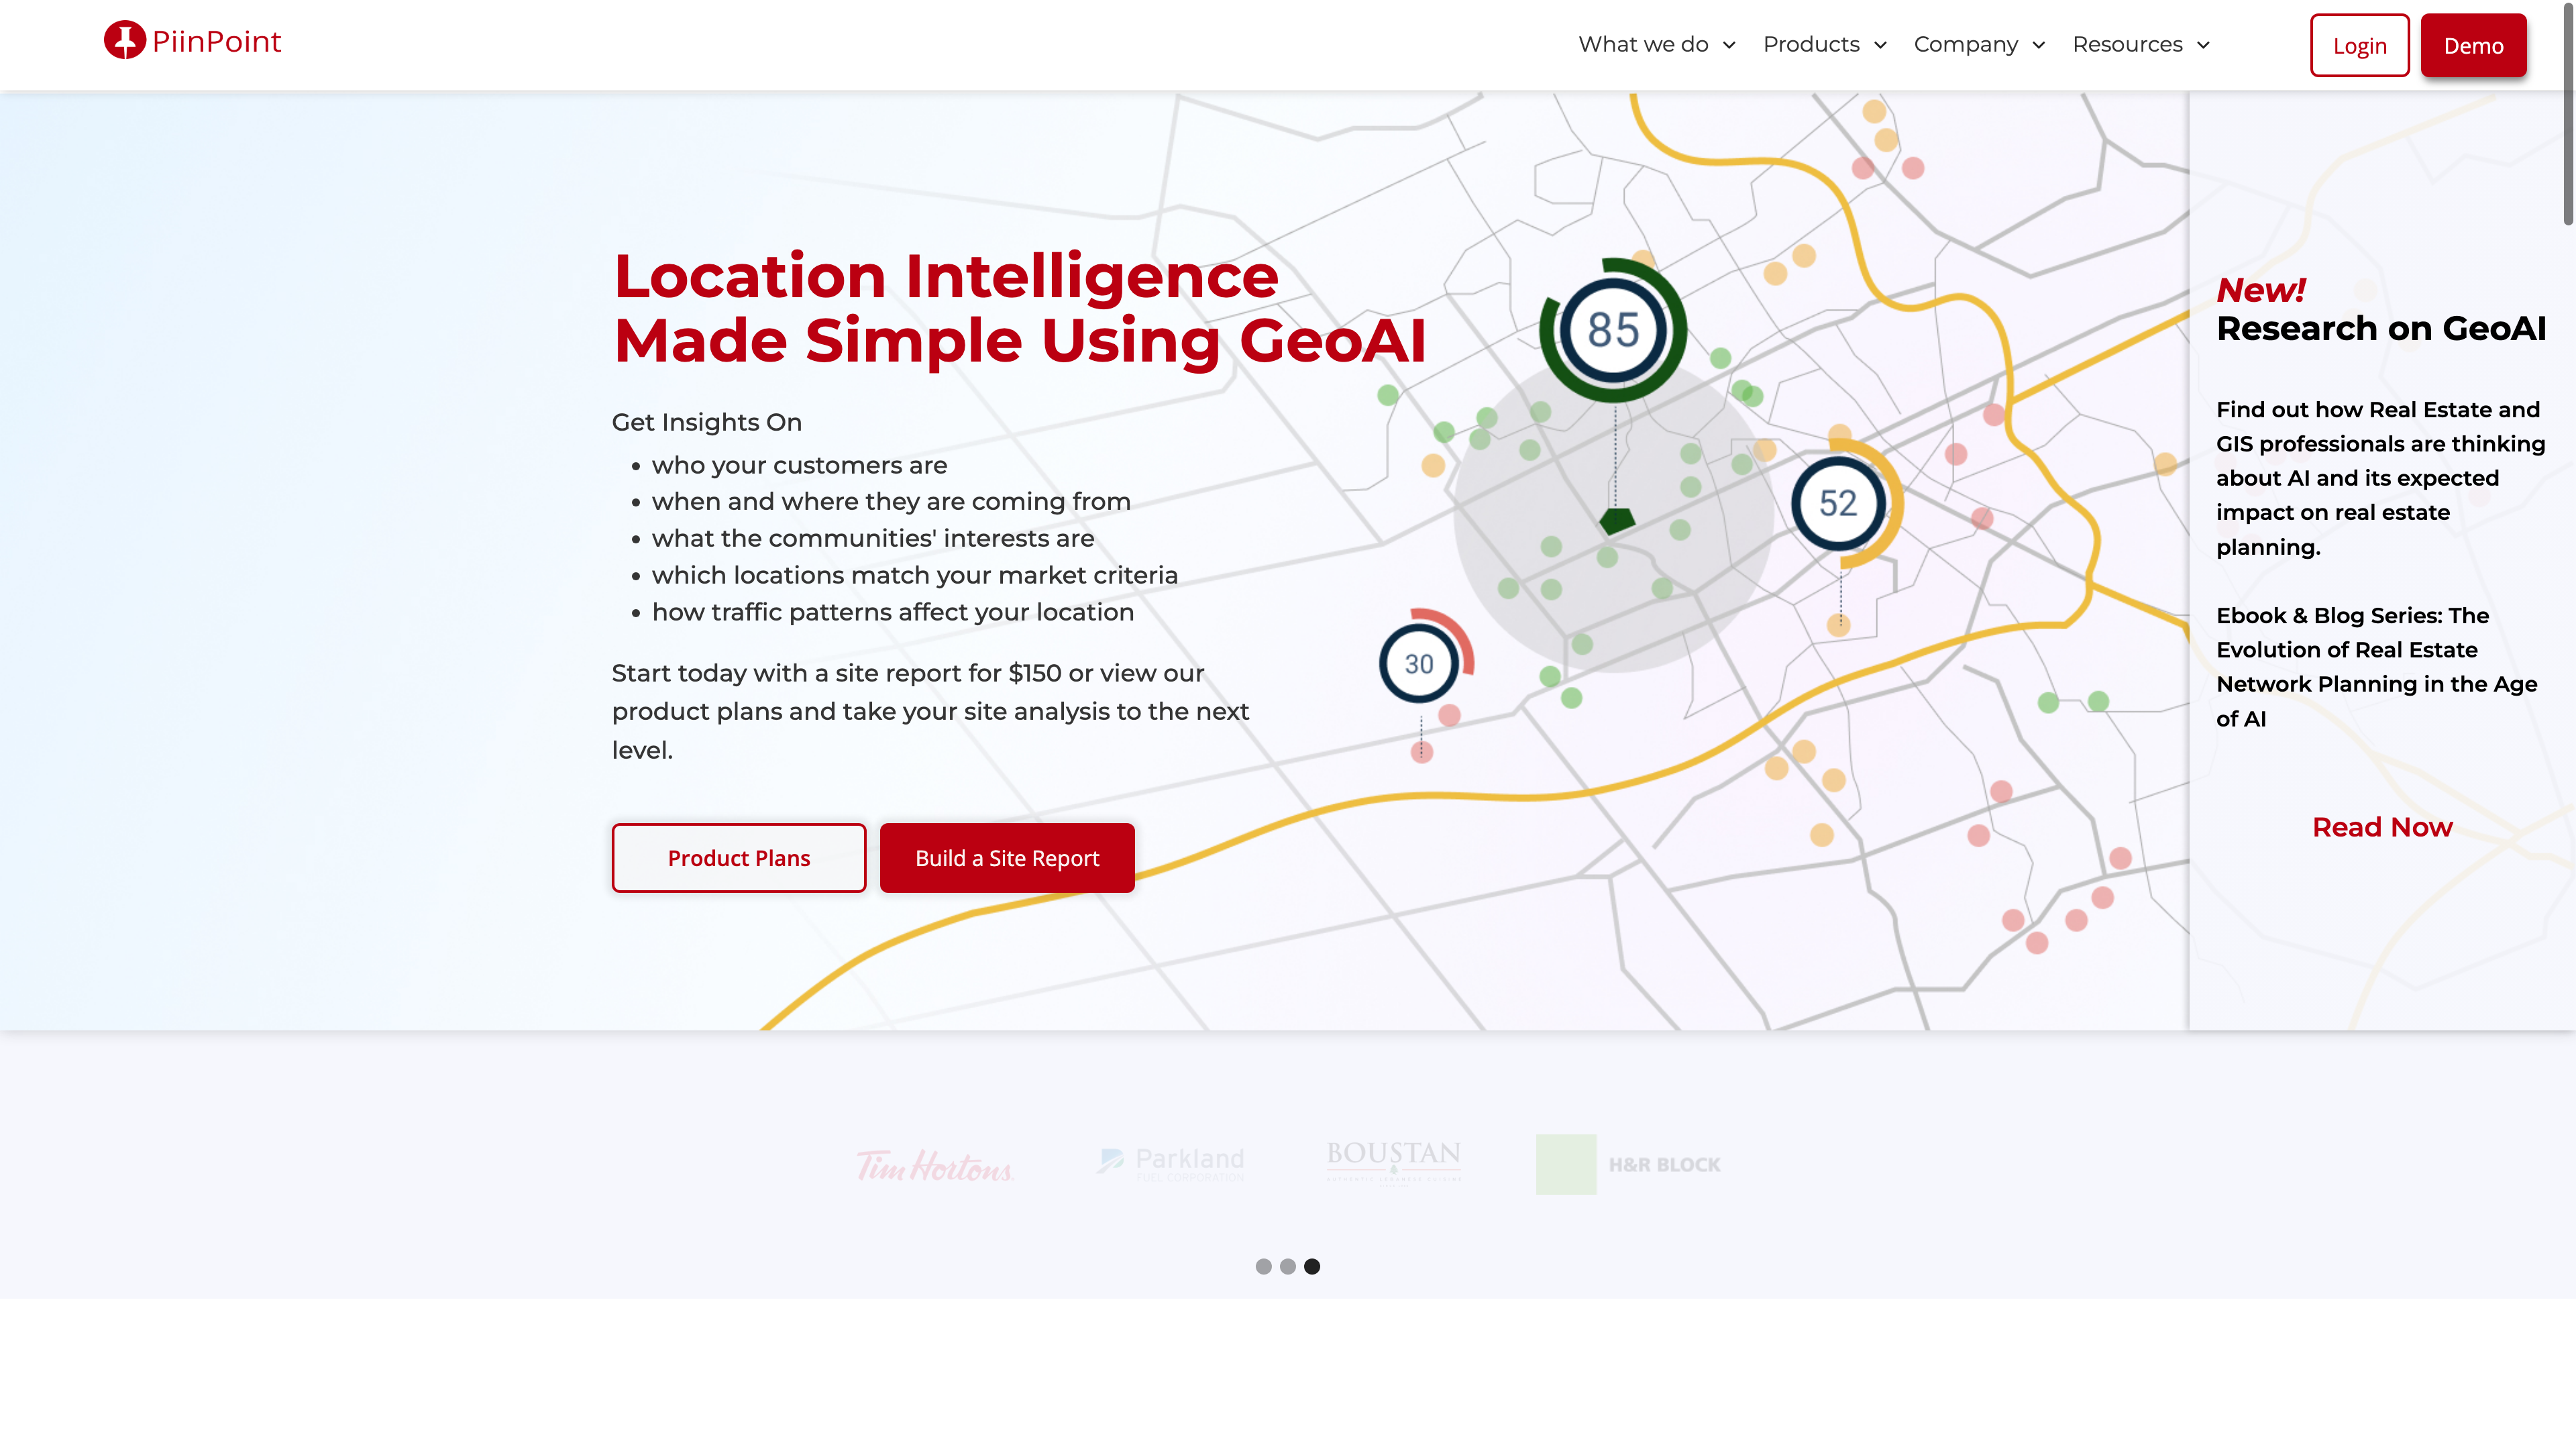 PiinPoint
What we do
Products
Company
Resources
Login
Demo
Location Intelligence
Made Simple Using GeoAI
Get Insights On
• who your customers are
• when and where they are coming from
• what the communities' interests are
• which locations match your market criteria
• how traffic patterns affect your location
Start today with a site report for $150 or view our
product plans and take your site analysis to the next
level.
Product Plans
Build a Site Report
85
52
30
New!
Research on GeoAI
Find out how Real Estate and
GIS professionals are thinking
about AI and its expected
impact on real estate
planning.
Ebook & Blog Series: The
Evolution of Real Estate
Network Planning in the Age
of AI
Read Now
Tim Hortons.
Parkland
FUEL CORPORATION
BOUSTAN
H&R BLOCK